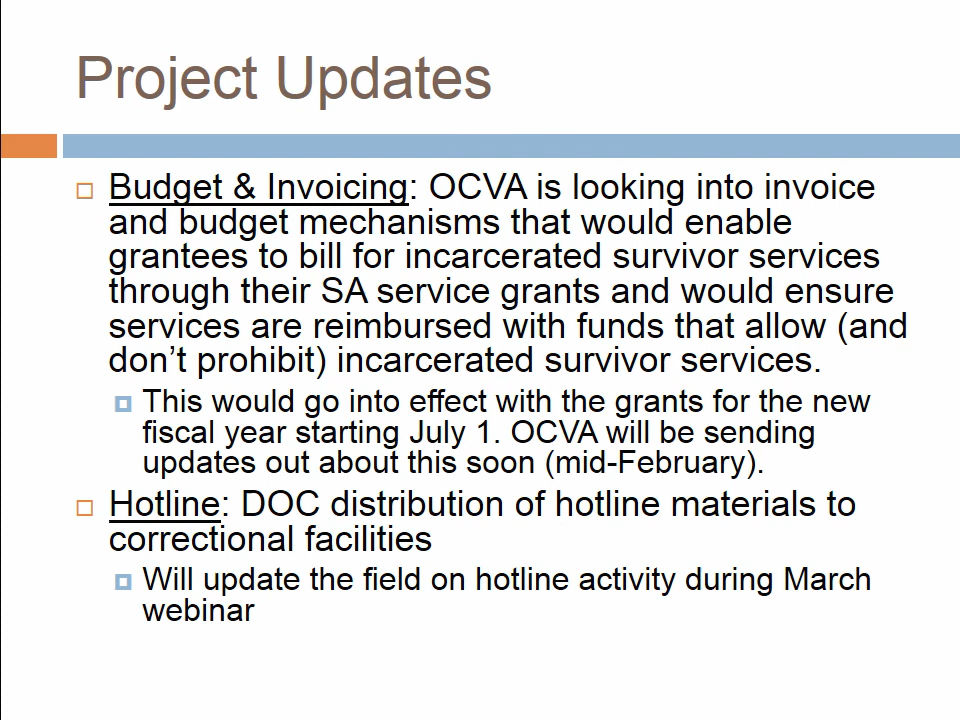 Project Updates
Budget & Invoicing: OCVA is looking into invoice
and budget mechanisms that would enable
grantees to bill for incarcerated survivor services
through their SA service grants and would ensure
services are reimbursed with funds that allow (and
don’t prohibit) incarcerated survivor services.
This would go into effect with the grants for the new
fiscal year starting July 1. OCVA will be sending
updates out about this soon (mid-February).
Hotline: DOC distribution of hotline materials to
correctional facilities
Will update the field on hotline activity during March
webinar